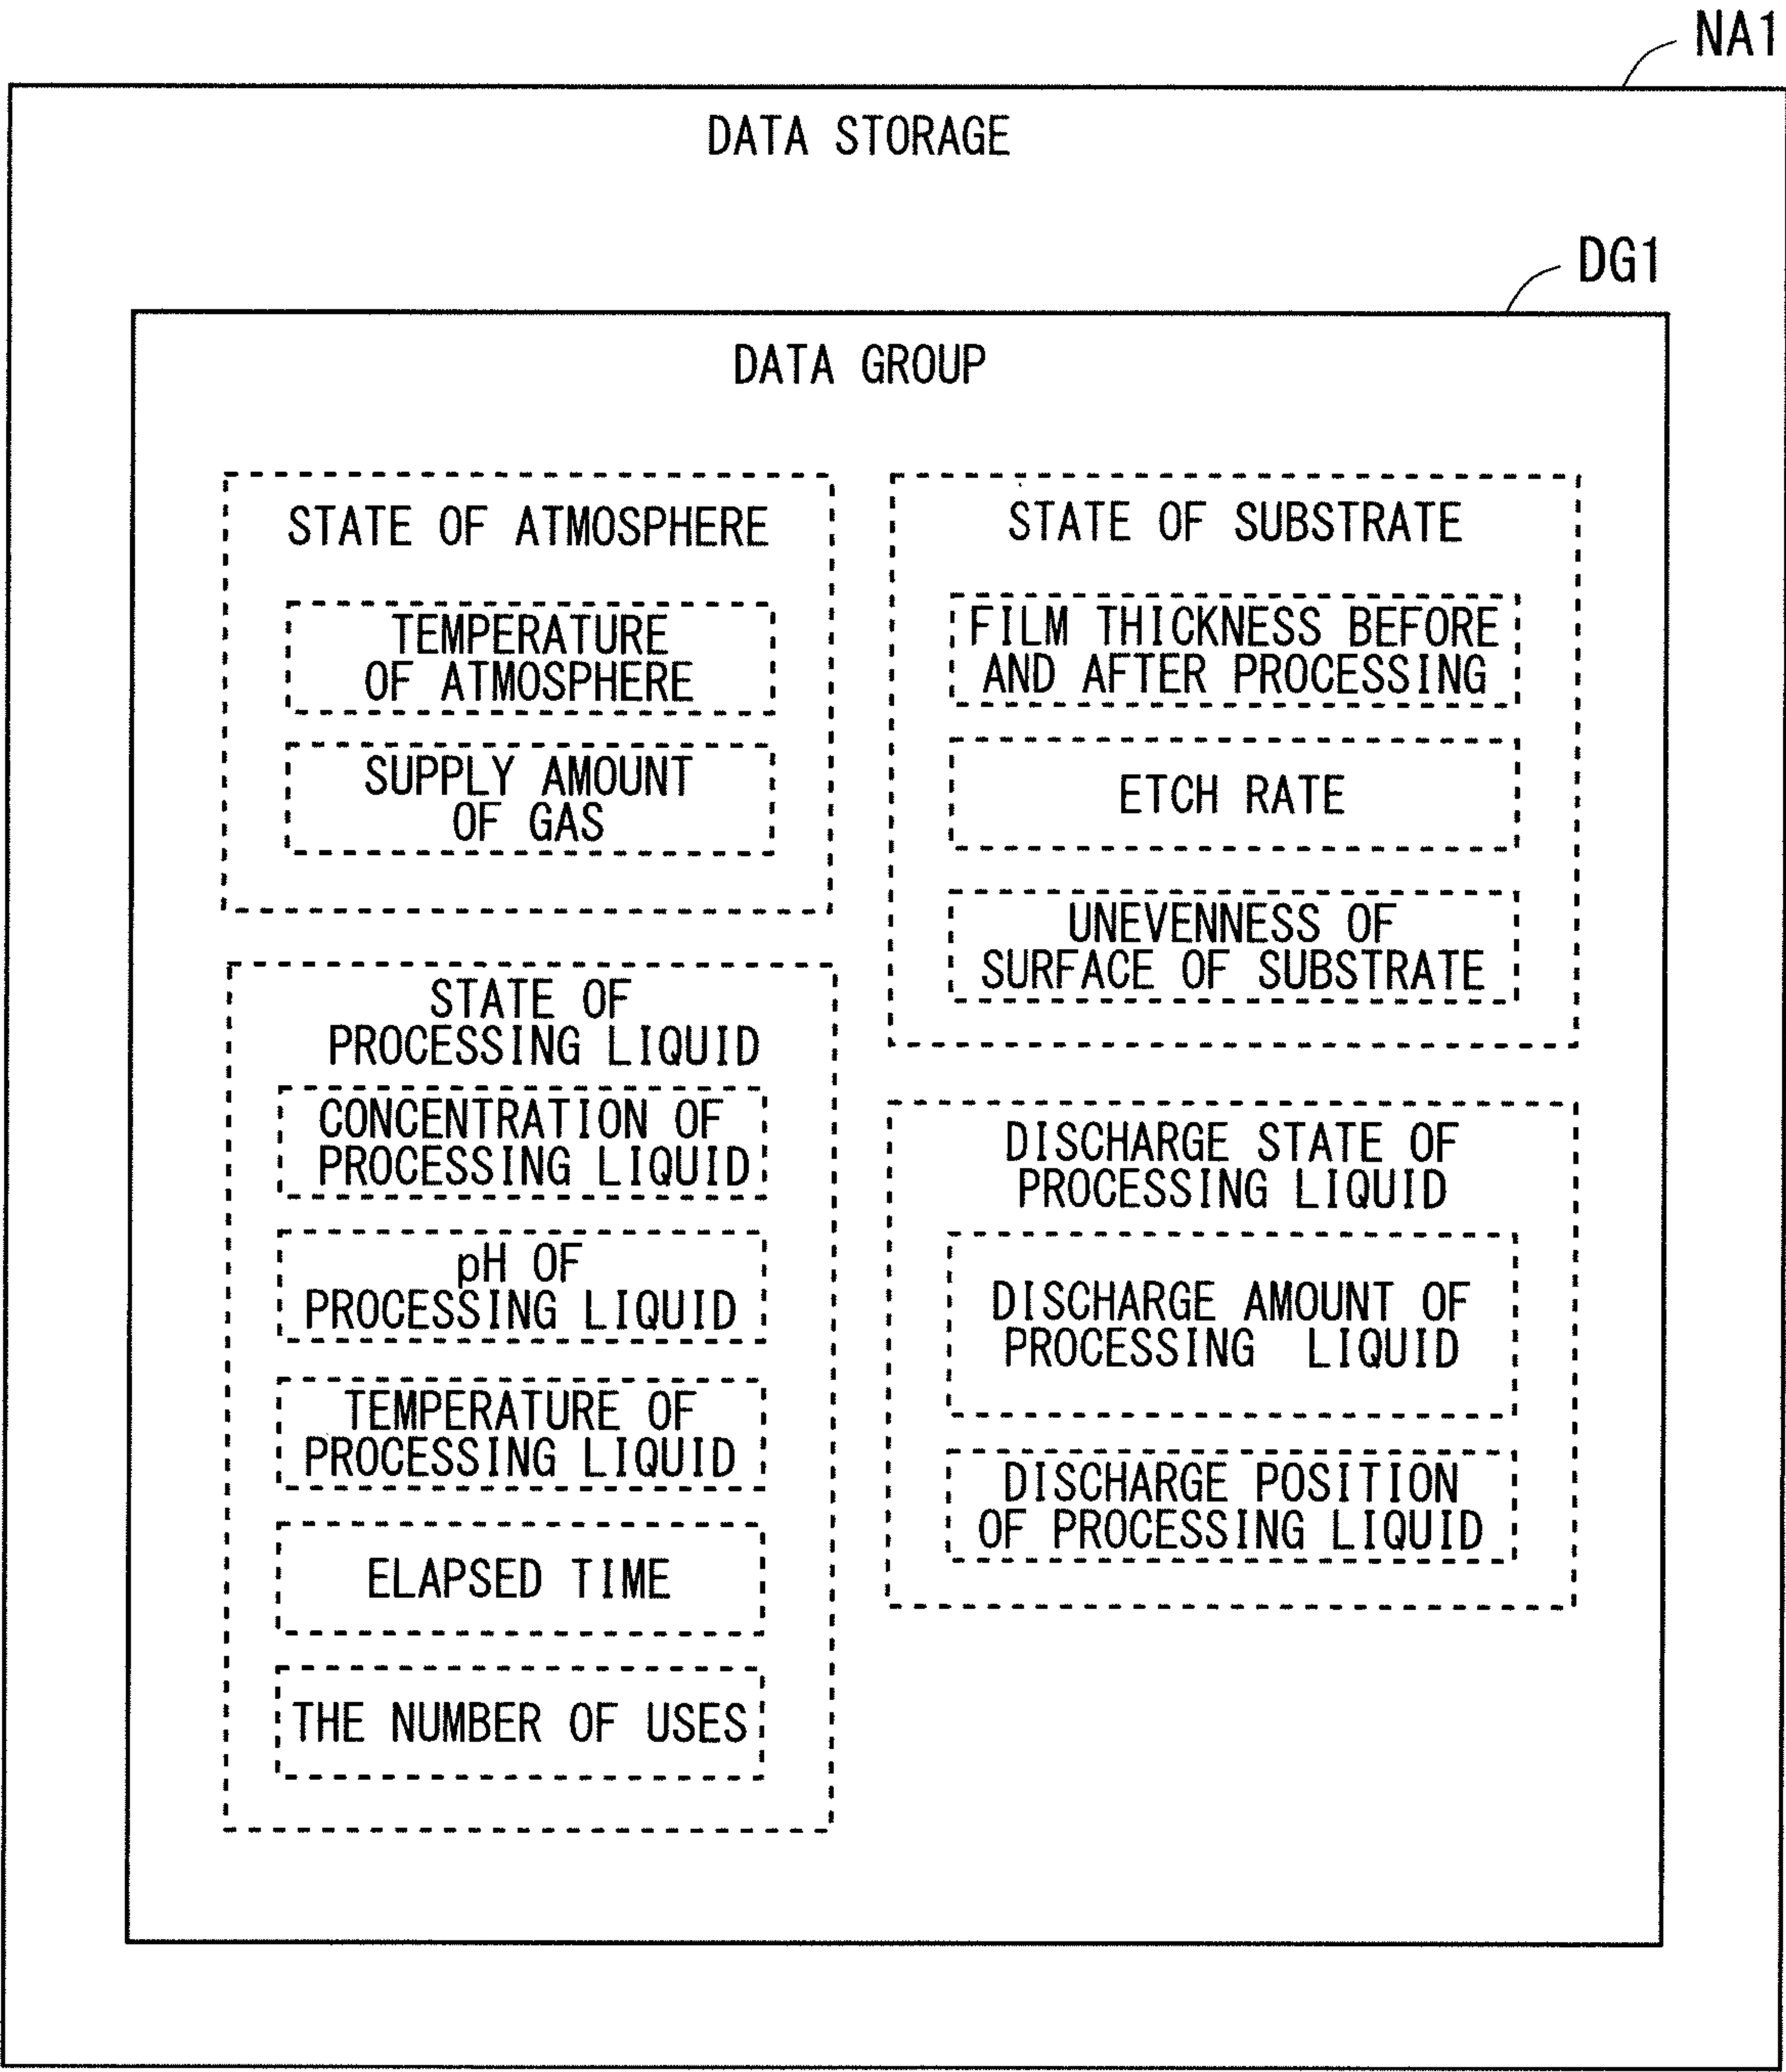 NA1
DATA STORAGE
DG1
DATA GROUP
STATE OF ATMOSPHERE
TEMPERATURE
OF ATMOSPHERE
SUPPLY AMOUNT
OF GAS
STATE OF
PROCESSING LIQUID
CONCENTRATION OF
PROCESSING LIQUID
pH OF
PROCESSING LIQUID
TEMPERATURE OF
PROCESSING LIQUID
ELAPSED TIME
THE NUMBER OF USES
STATE OF SUBSTRATE
FILM THICKNESS BEFORE
AND AFTER PROCESSING
ETCH RATE
UNEVENNESS OF
SURFACE OF SUBSTRATE
DISCHARGE STATE OF
PROCESSING LIQUID
DISCHARGE AMOUNT OF
PROCESSING LIQUID
DISCHARGE POSITION
OF PROCESSING LIQUID